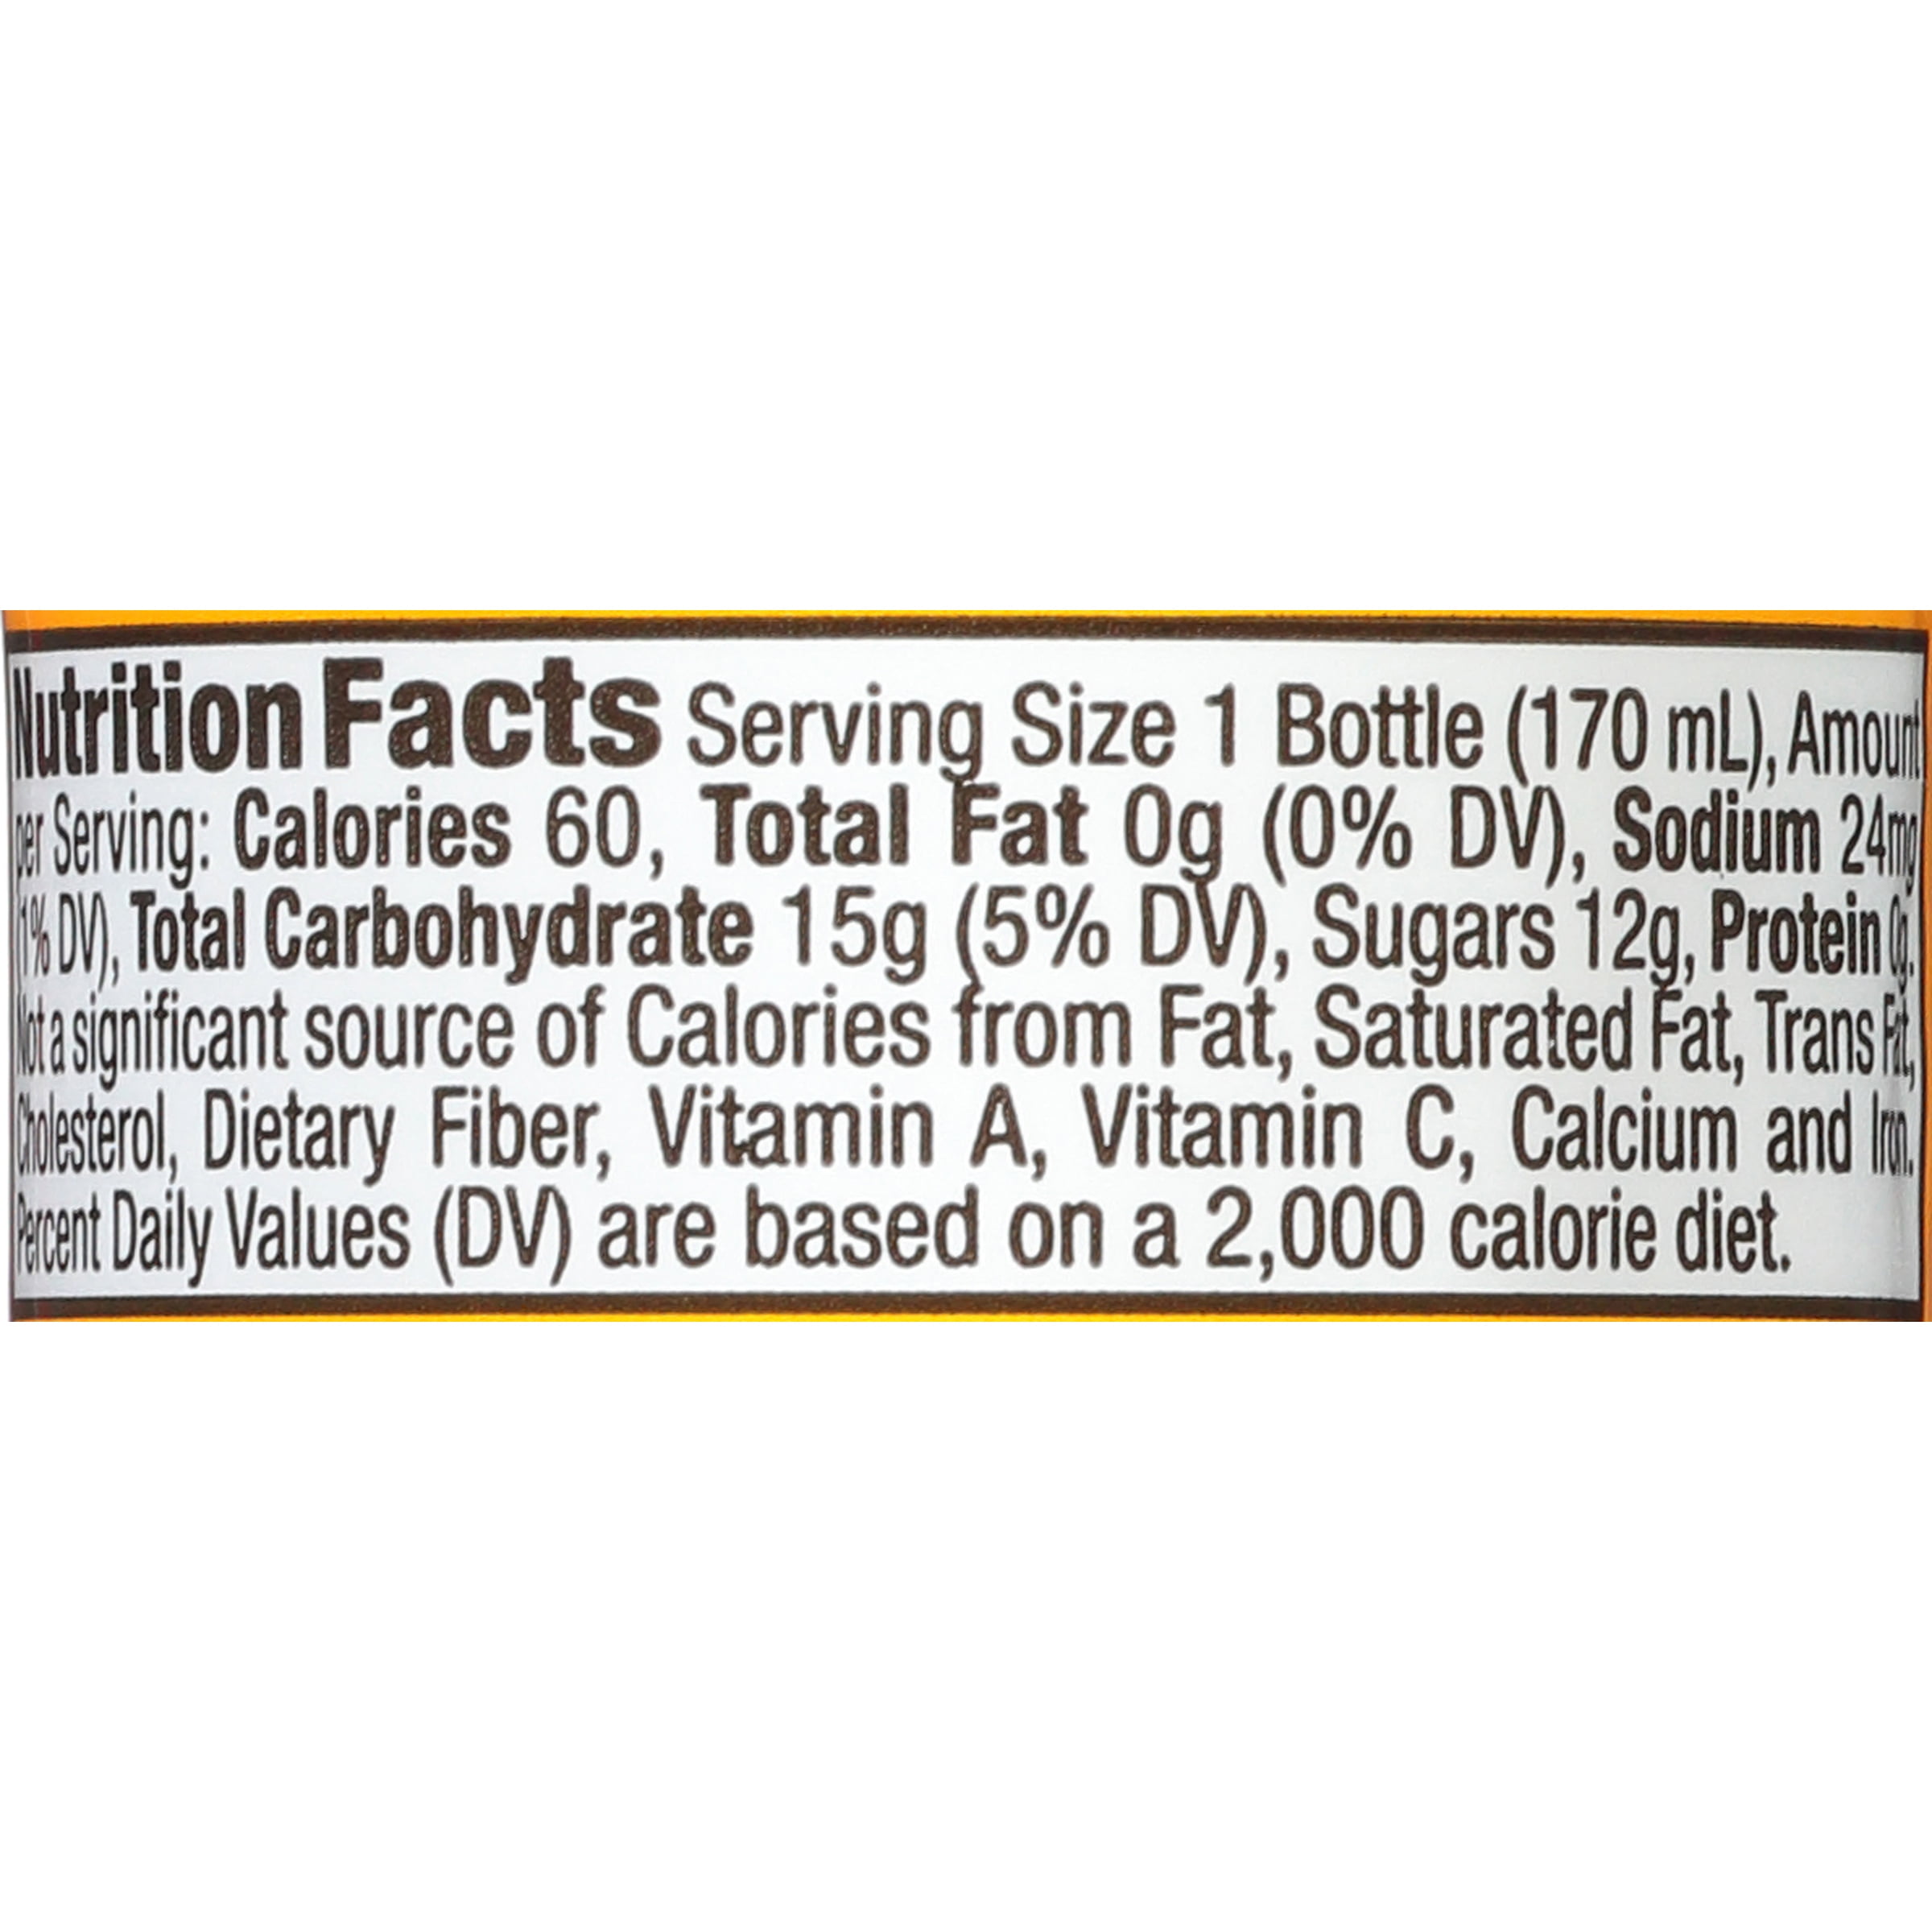 Nutrition Facts Serving Size 1 Bottle (170 mL), Amount
per Serving: Calories 60, Total Fat 0g (0% DV), Sodium 24mg
(1% DV), Total Carbohydrate 15g (5% DV), Sugars 12g, Protein 0g.
Not a significant source of Calories from Fat, Saturated Fat, Trans Fat,
Cholesterol, Dietary Fiber, Vitamin A, Vitamin C, Calcium and Iron.
Percent Daily Values (DV) are based on a 2,000 calorie diet.